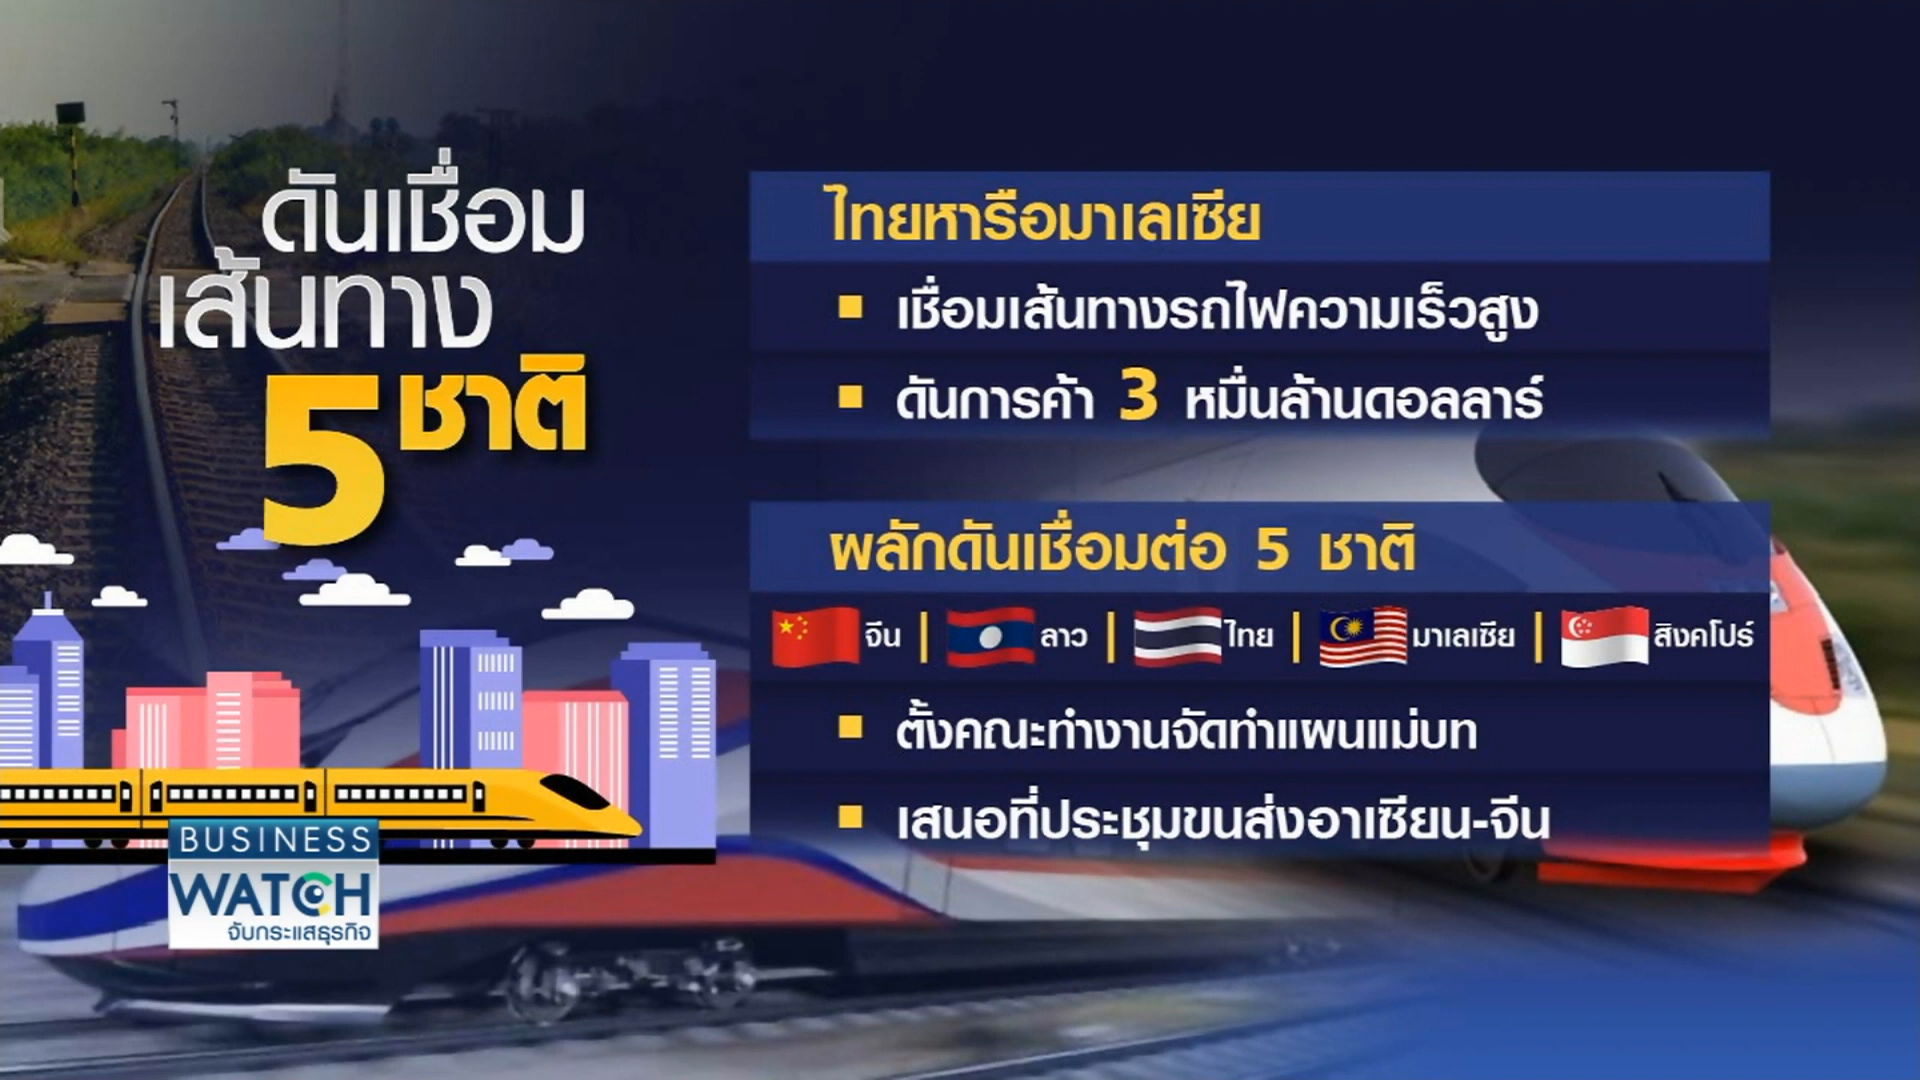 ดันเชื่อม
เส้นทาง
5 ชาติ
ไทยหารือมาเลเซีย
เชื่อมเส้นทางรถไฟความเร็วสูง
ดันการค้า 3 หมื่นล้านดอลลาร์
ผลักดันเชื่อมต่อ 5 ชาติ
จีน | ลาว | ไทย | มาเลเซีย | สิงคโปร์
ตั้งคณะทำงานจัดทำแผนแม่บท
เสนอที่ประชุมขนส่งอาเซียน-จีน
BUSINESS
WATCH
จับกระแสธุรกิจ